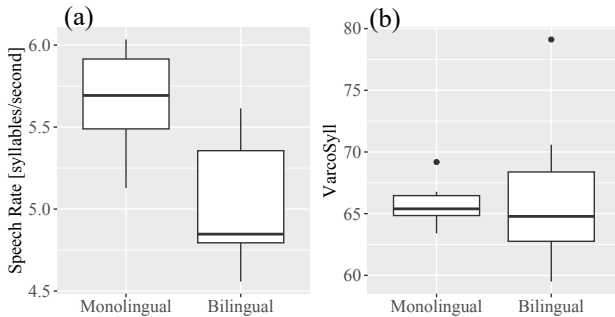 (a)
Speech Rate [syllables/second]
6.0
5.5
5.0
4.5
Monolingual Bilingual
(b)
VarcoSyll
80
75
70
65
60
Monolingual Bilingual